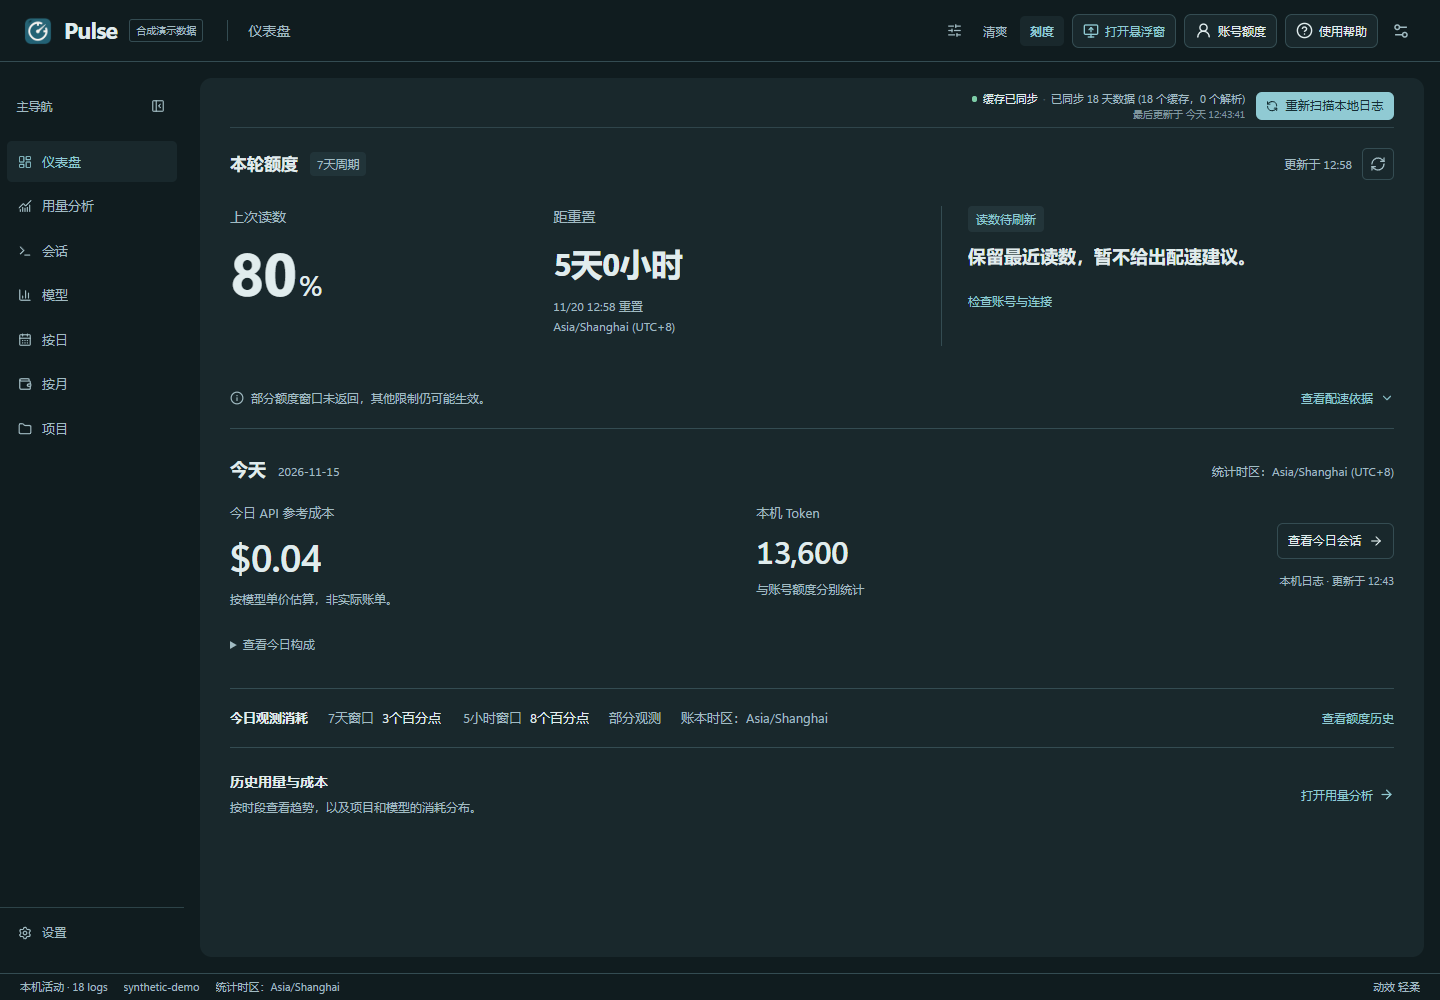 Pulse 合成演示数据 仪表盘 清爽 刻度 打开悬浮窗 账号额度 使用帮助
主导航
仪表盘
用量分析
会话
模型
按日
按月
项目
设置
缓存已同步 · 已同步 18 天数据 (18 个缓存，0 个解析)
最后更新于 今天 12:43:41
重新扫描本地日志
本轮额度 7天周期 更新于 12:58
上次读数
80%
距重置
5天0小时
11/20 12:58 重置
Asia/Shanghai (UTC+8)
读数待刷新
保留最近读数，暂不给出配速建议。
检查账号与连接
部分额度窗口未返回，其他限制仍可能生效。 查看配速依据
今天 2026-11-15 统计时区：Asia/Shanghai (UTC+8)
今日 API 参考成本
$0.04
按模型单价估算，非实际账单。
本机 Token
13,600
与账号额度分别统计
查看今日会话
本机日志 · 更新于 12:43
查看今日构成
今日观测消耗 7天窗口 3个百分点 5小时窗口 8个百分点 部分观测 账本时区：Asia/Shanghai 查看额度历史
历史用量与成本
按时段查看趋势，以及项目和模型的消耗分布。
打开用量分析
本机活动 · 18 logs synthetic-demo 统计时区：Asia/Shanghai 动效 轻柔